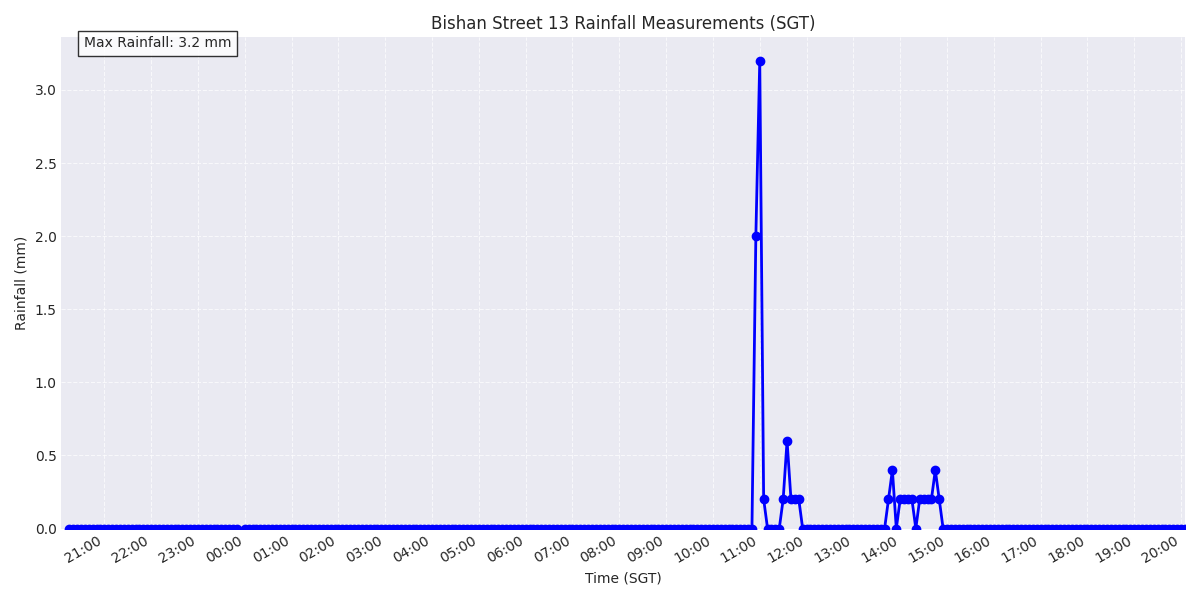 Bishan Street 13 Rainfall Measurements (SGT)
Max Rainfall: 3.2 mm
3.0
2.5
2.0
1.5
1.0
0.5
0.0
Rainfall (mm)
21:00 22:00 23:00 00:00 01:00 02:00 03:00 04:00 05:00 06:00 07:00 08:00 09:00 10:00 11:00 12:00 13:00 14:00 15:00 16:00 17:00 18:00 19:00 20:00
Time (SGT)